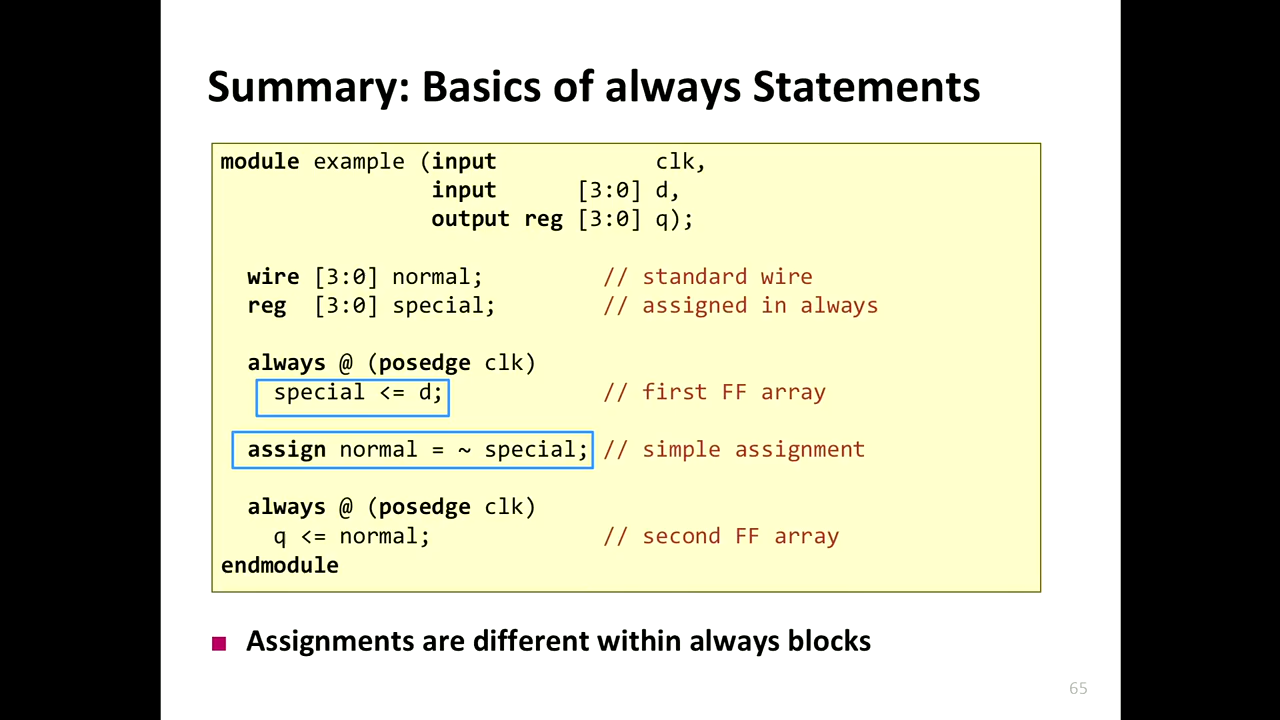 Summary: Basics of always Statements
module example (input            clk,
                input      [3:0] d,
                output reg [3:0] q);
  wire [3:0] normal;         // standard wire
  reg  [3:0] special;        // assigned in always
  always @ (posedge clk)
    special <= d;            // first FF array
  assign normal = ~ special; // simple assignment
  always @ (posedge clk)
    q <= normal;             // second FF array
endmodule
■ Assignments are different within always blocks
65